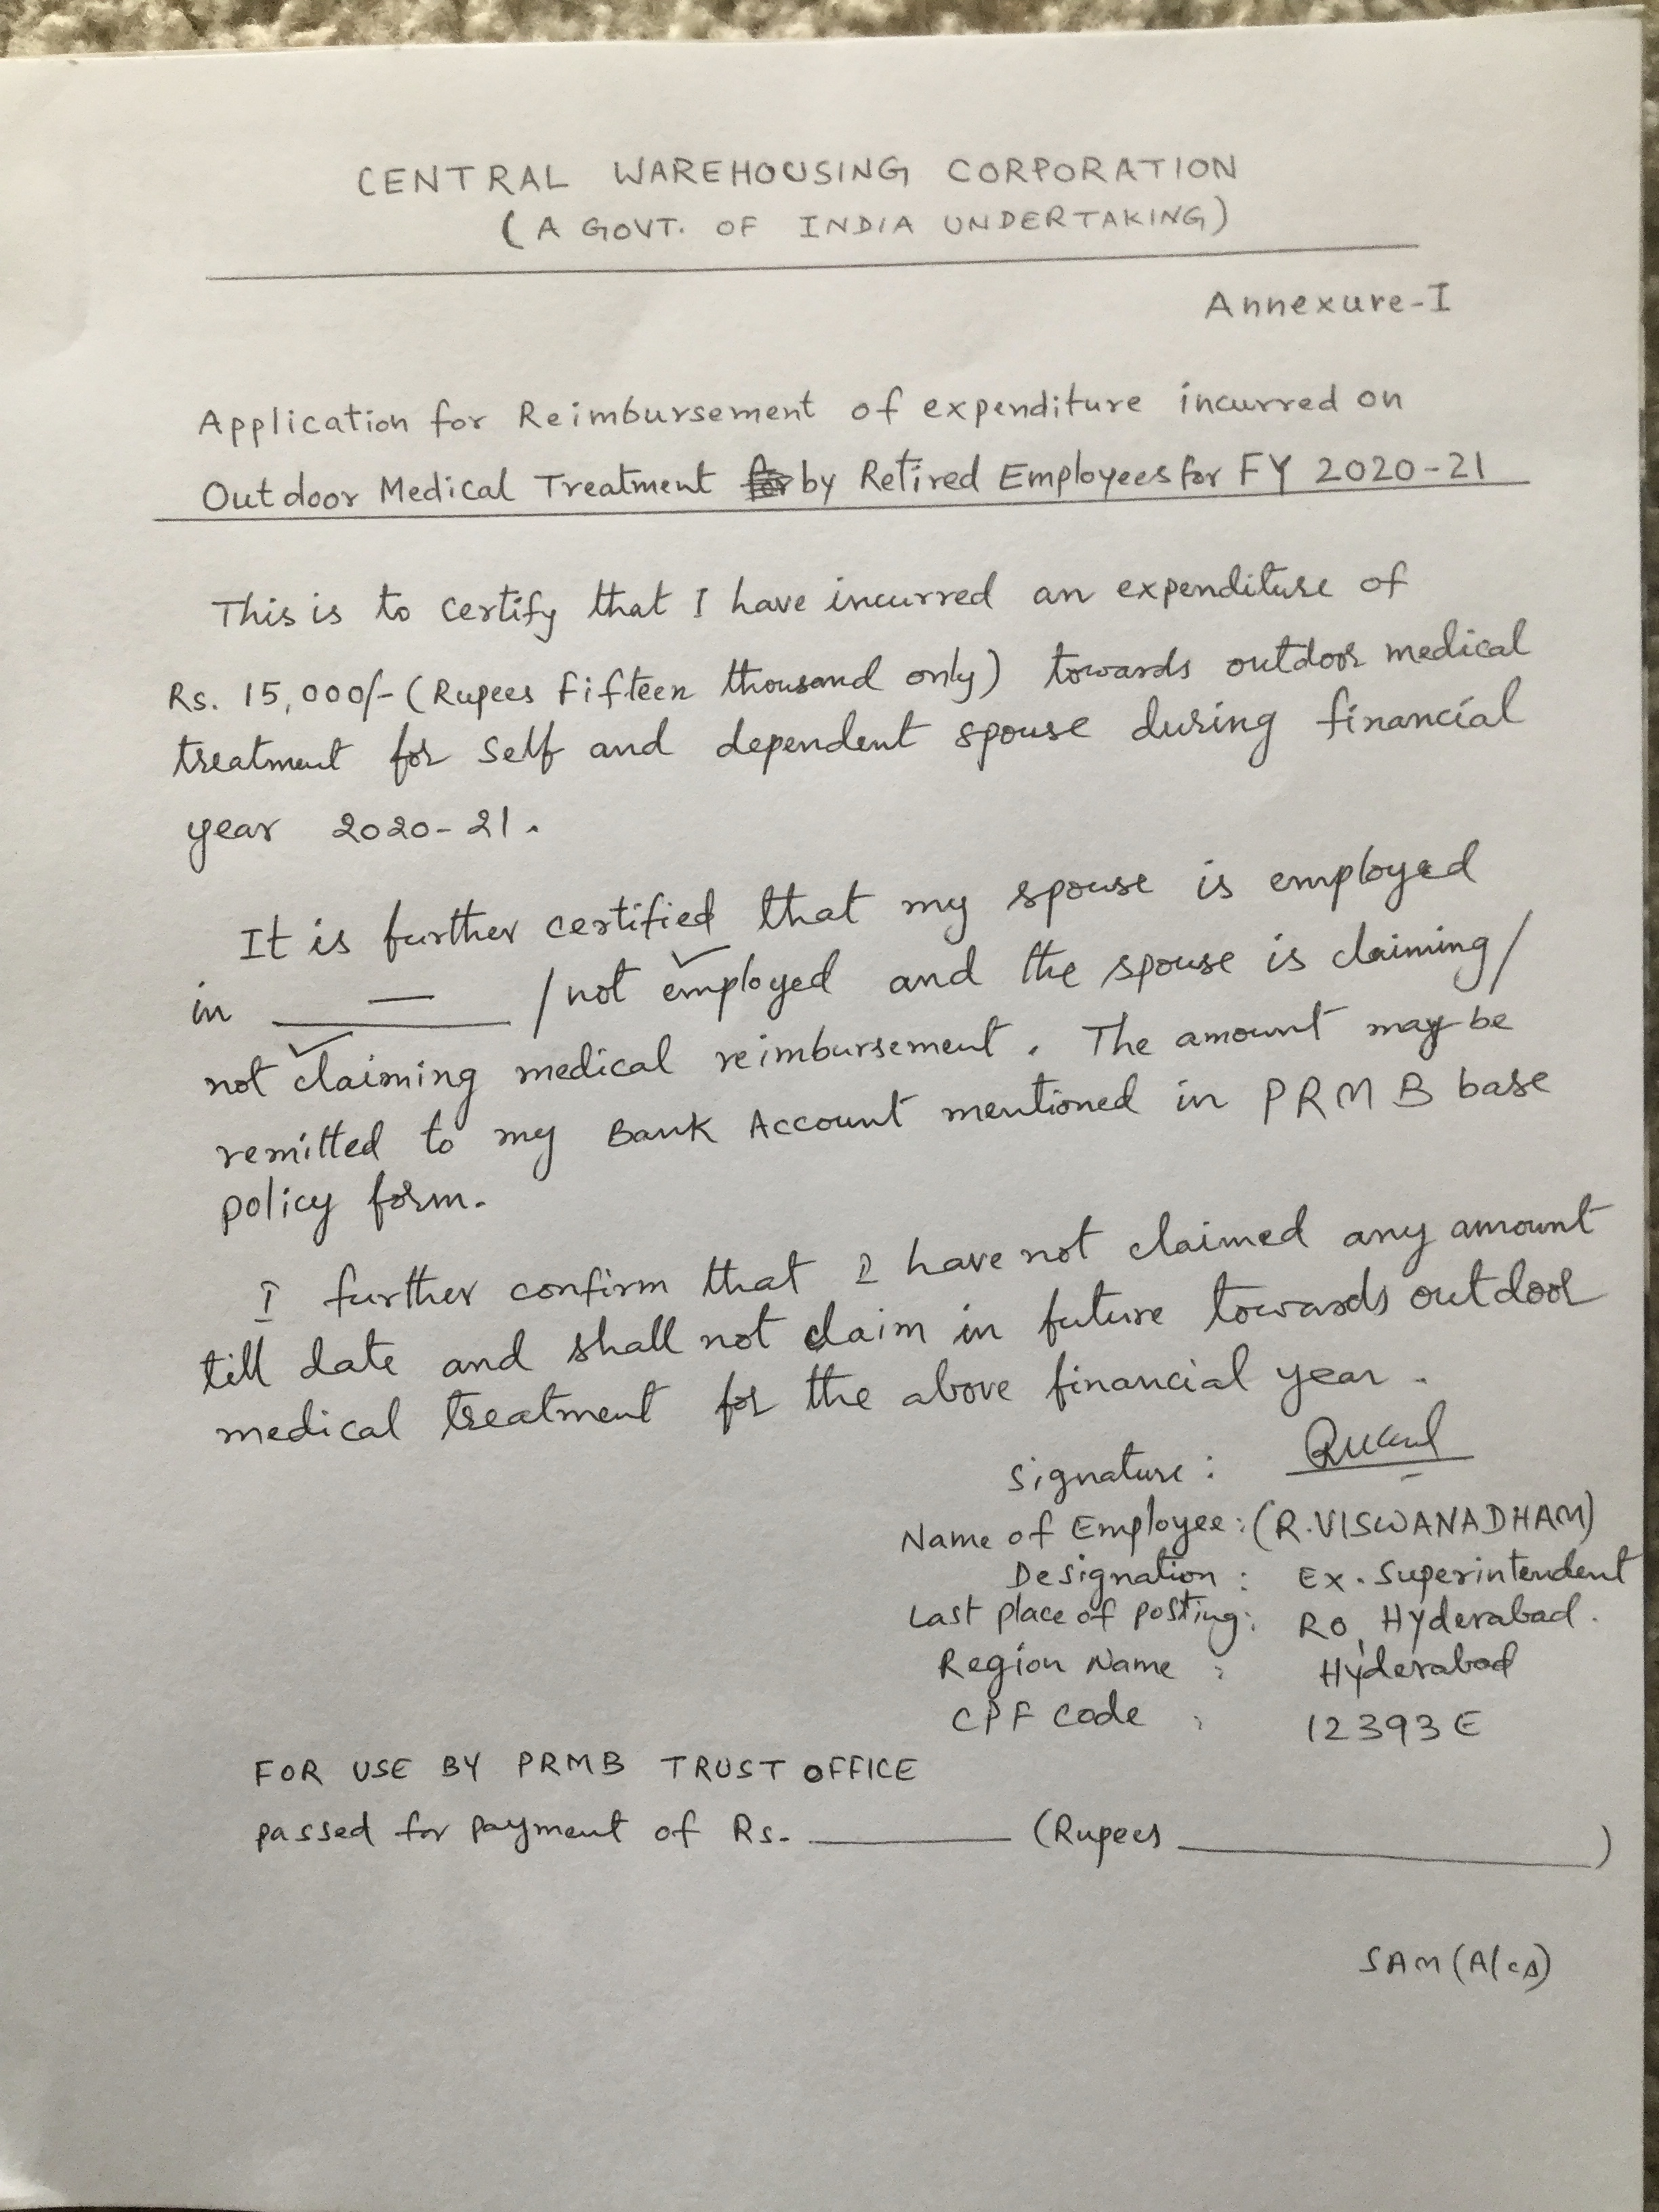 CENTRAL WAREHOUSING CORPORATION
(A GOVT. OF INDIA UNDERTAKING)
Annexure-I
Application for Reimbursement of expenditure incurred on
Outdoor Medical Treatment by Retired Employees for FY 2020-21
This is to certify that I have incurred an expenditure of
Rs. 15,000/- (Rupees Fifteen thousand only) towards outdoor medical
treatment for self and dependent spouse during financial
year 2020-21.
It is further certified that my spouse is employed
in — / not employed and the spouse is claiming/
not claiming medical reimbursement. The amount may be
remitted to my Bank Account mentioned in PRMB base
policy form.
I further confirm that I have not claimed any amount
till date and shall not claim in future towards outdoor
medical treatment for the above financial year.
Signature:
Name of Employee: (R.VISWANADHAM)
Designation : Ex. Superintendent
Last place of posting: RO, Hyderabad.
Region Name : Hyderabad
CPF code : 12393E
FOR USE BY PRMB TRUST OFFICE
passed for payment of Rs. ________ (Rupees ________)
SAM (A/cs)